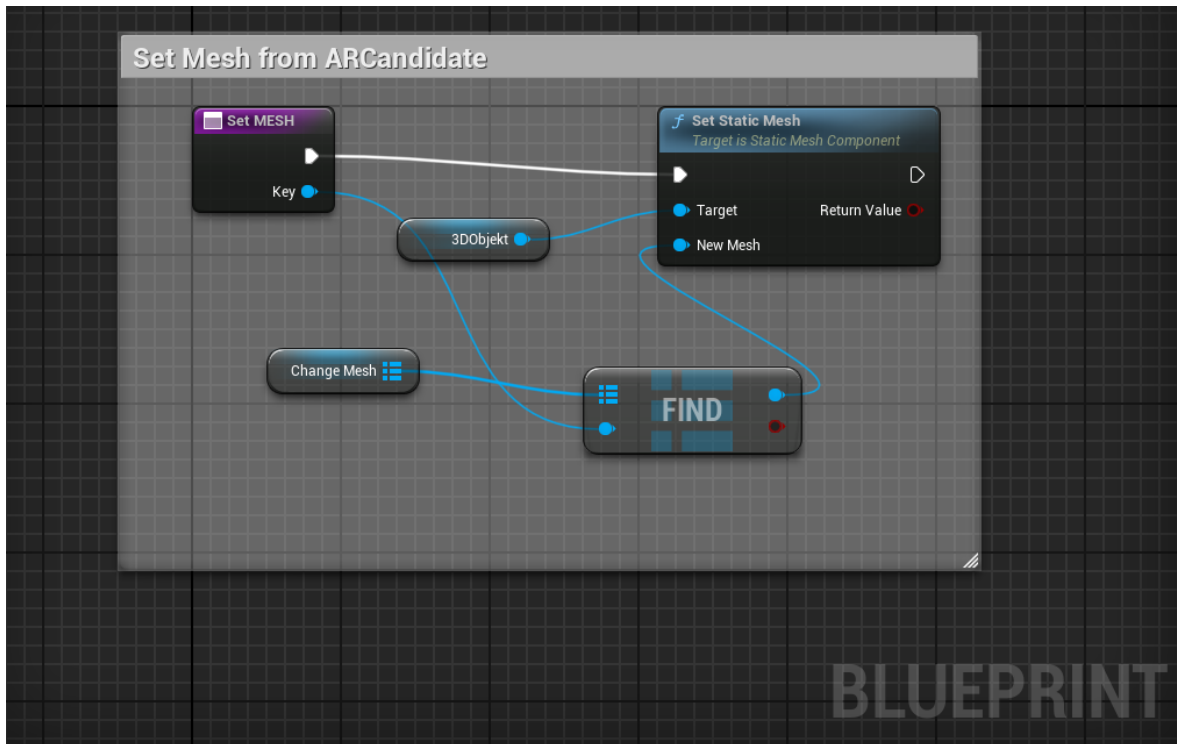 Set Mesh from ARCandidate
Set MESH
Key
Set Static Mesh
Target is Static Mesh Component
Target
Return Value
New Mesh
3DObjekt
Change Mesh
FIND
BLUEPRINT